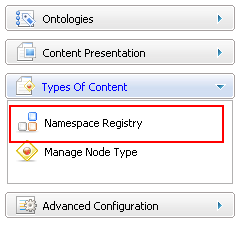 Ontologies
Content Presentation
Types Of Content
Namespace Registry
Manage Node Type
Advanced Configuration